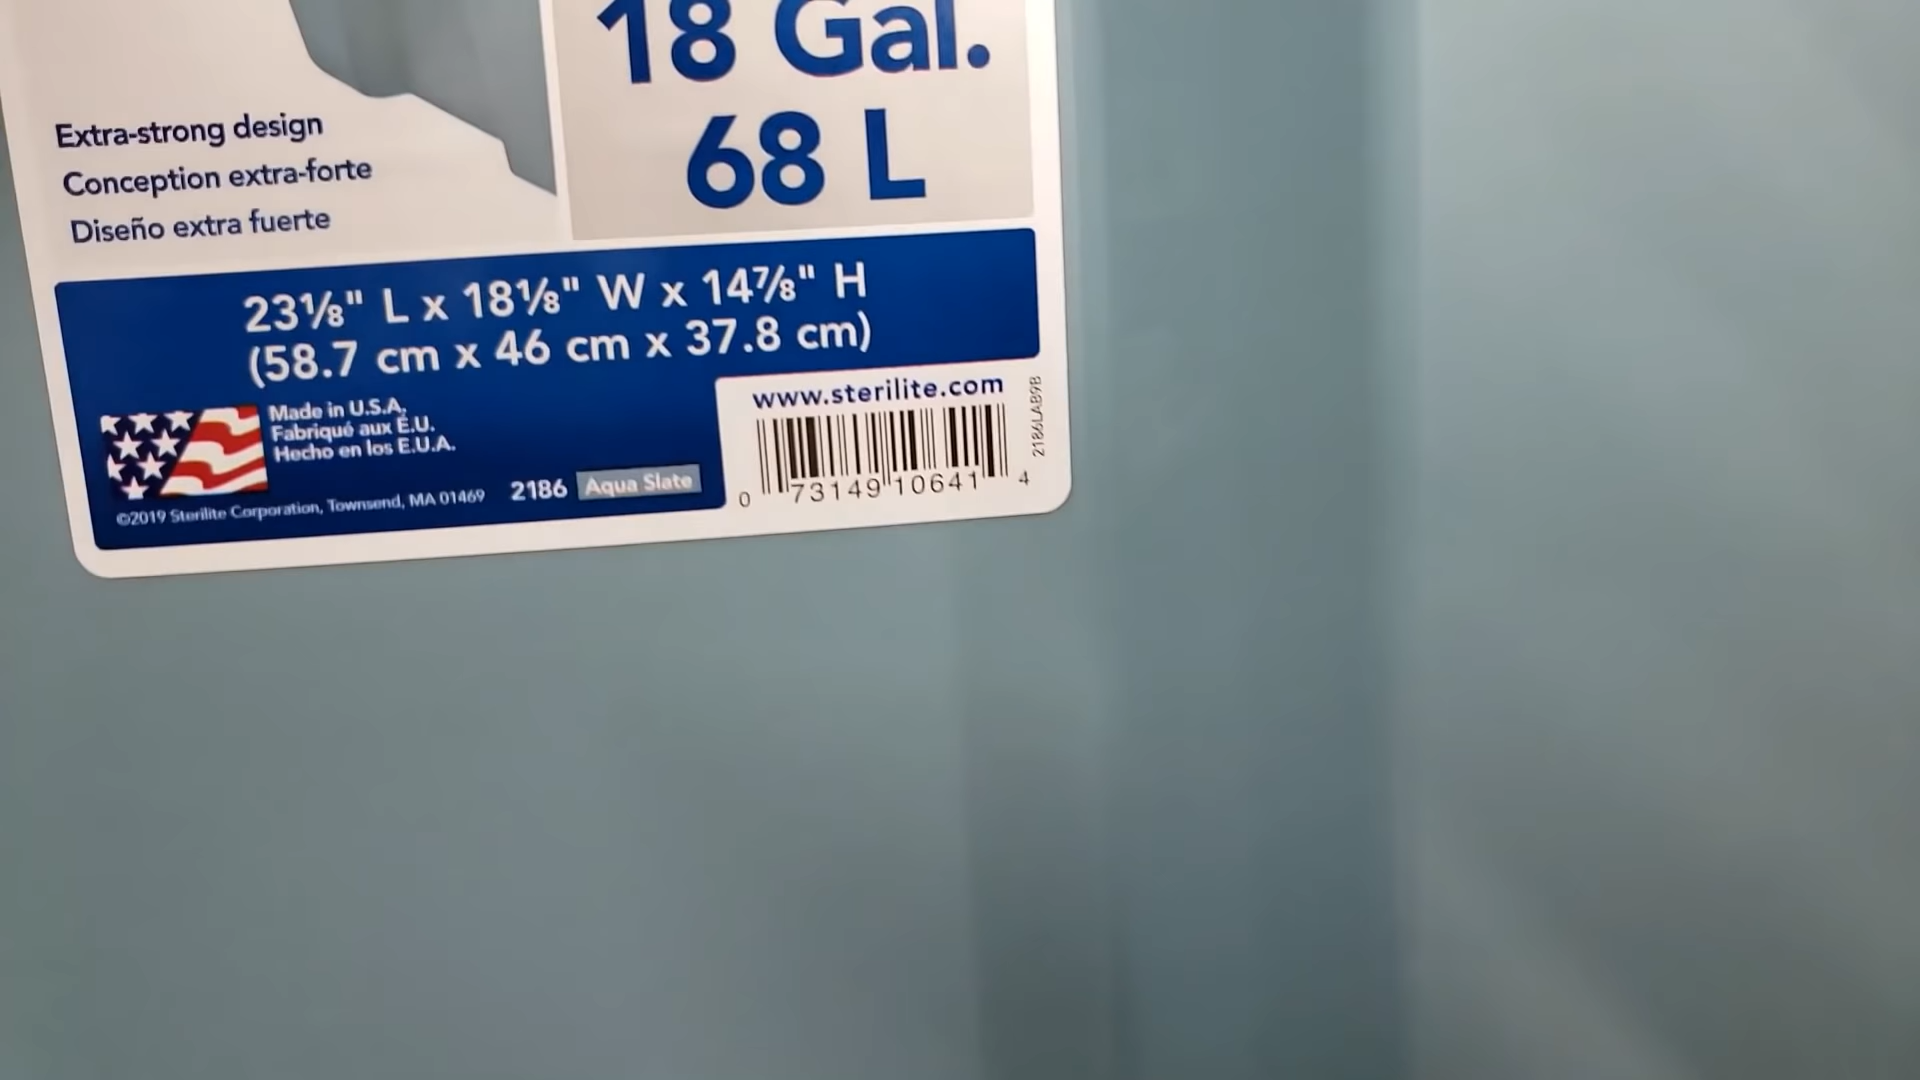 18 Gal.
68 L
Extra-strong design
Conception extra-forte
Diseño extra fuerte
23⅛" L x 18⅛" W x 14⅞" H
(58.7 cm x 46 cm x 37.8 cm)
Made in U.S.A.
Fabriqué aux É.U.
Hecho en los E.U.A.
©2019 Sterilite Corporation, Townsend, MA 01469
2186 Aqua Slate
www.sterilite.com
0 73149 10641 4
2186LAB9B